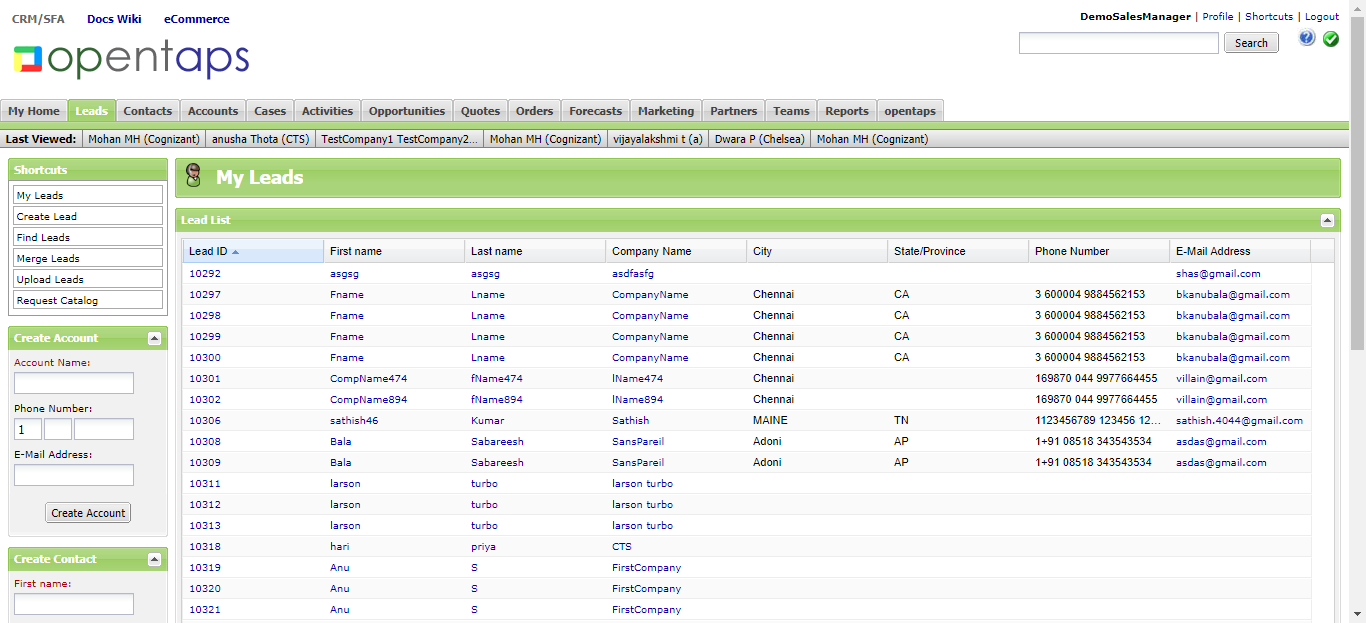 CRM/SFA Docs Wiki eCommerce
DemoSalesManager | Profile | Shortcuts | Logout
opentaps
Search
My Home Leads Contacts Accounts Cases Activities Opportunities Quotes Orders Forecasts Marketing Partners Teams Reports opentaps
Last Viewed: Mohan MH (Cognizant) anusha Thota (CTS) TestCompany1 TestCompany2... Mohan MH (Cognizant) vijayalakshmi t (a) Dwara P (Chelsea) Mohan MH (Cognizant)
Shortcuts
My Leads
Create Lead
Find Leads
Merge Leads
Upload Leads
Request Catalog
Create Account
Account Name:
Phone Number:
1
E-Mail Address:
Create Account
Create Contact
First name:
My Leads
Lead List
Lead ID First name Last name Company Name City State/Province Phone Number E-Mail Address
10292 asgsg asgsg asdfasfg shas@gmail.com
10297 Fname Lname CompanyName Chennai CA 3 600004 9884562153 bkanubala@gmail.com
10298 Fname Lname CompanyName Chennai CA 3 600004 9884562153 bkanubala@gmail.com
10299 Fname Lname CompanyName Chennai CA 3 600004 9884562153 bkanubala@gmail.com
10300 Fname Lname CompanyName Chennai CA 3 600004 9884562153 bkanubala@gmail.com
10301 CompName474 fName474 lName474 Chennai 169870 044 9977664455 villain@gmail.com
10302 CompName894 fName894 lName894 Chennai 169870 044 9977664455 villain@gmail.com
10306 sathish46 Kumar Sathish MAINE TN 1123456789 123456 12... sathish.4044@gmail.com
10308 Bala Sabareesh SansPareil Adoni AP 1+91 08518 343543534 asdas@gmail.com
10309 Bala Sabareesh SansPareil Adoni AP 1+91 08518 343543534 asdas@gmail.com
10311 larson turbo larson turbo
10312 larson turbo larson turbo
10313 larson turbo larson turbo
10318 hari priya CTS
10319 Anu S FirstCompany
10320 Anu S FirstCompany
10321 Anu S FirstCompany